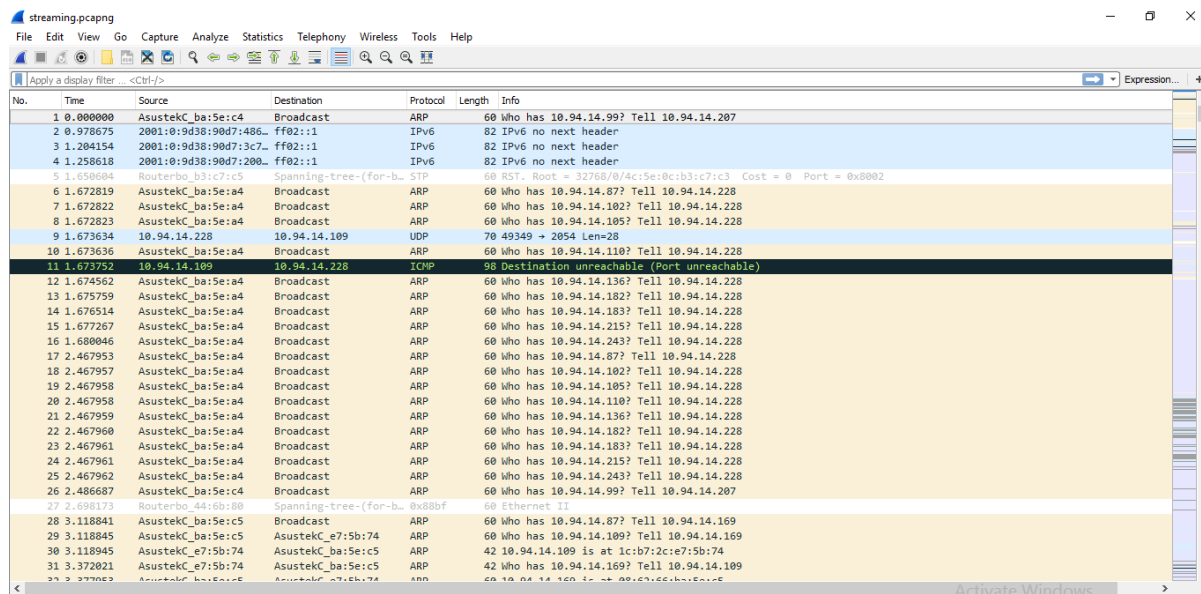 streaming.pcapng
File Edit View Go Capture Analyze Statistics Telephony Wireless Tools Help
Apply a display filter ... <Ctrl-/> Expression... +
No. Time Source Destination Protocol Length Info
1 0.000000 AsustekC_ba:5e:c4 Broadcast ARP 60 Who has 10.94.14.99? Tell 10.94.14.207
2 0.978675 2001:0:9d38:90d7:486… ff02::1 IPv6 82 IPv6 no next header
3 1.204154 2001:0:9d38:90d7:3c7… ff02::1 IPv6 82 IPv6 no next header
4 1.258618 2001:0:9d38:90d7:200… ff02::1 IPv6 82 IPv6 no next header
5 1.650604 Routerbo_b3:c7:c5 Spanning-tree-(for-b… STP 60 RST. Root = 32768/0/4c:5e:0c:b3:c7:c3 Cost = 0 Port = 0x8002
6 1.672819 AsustekC_ba:5e:a4 Broadcast ARP 60 Who has 10.94.14.87? Tell 10.94.14.228
7 1.672822 AsustekC_ba:5e:a4 Broadcast ARP 60 Who has 10.94.14.102? Tell 10.94.14.228
8 1.672823 AsustekC_ba:5e:a4 Broadcast ARP 60 Who has 10.94.14.105? Tell 10.94.14.228
9 1.673634 10.94.14.228 10.94.14.109 UDP 70 49349 → 2054 Len=28
10 1.673636 AsustekC_ba:5e:a4 Broadcast ARP 60 Who has 10.94.14.110? Tell 10.94.14.228
11 1.673752 10.94.14.109 10.94.14.228 ICMP 98 Destination unreachable (Port unreachable)
12 1.674562 AsustekC_ba:5e:a4 Broadcast ARP 60 Who has 10.94.14.136? Tell 10.94.14.228
13 1.675759 AsustekC_ba:5e:a4 Broadcast ARP 60 Who has 10.94.14.182? Tell 10.94.14.228
14 1.676514 AsustekC_ba:5e:a4 Broadcast ARP 60 Who has 10.94.14.183? Tell 10.94.14.228
15 1.677267 AsustekC_ba:5e:a4 Broadcast ARP 60 Who has 10.94.14.215? Tell 10.94.14.228
16 1.680046 AsustekC_ba:5e:a4 Broadcast ARP 60 Who has 10.94.14.243? Tell 10.94.14.228
17 2.467953 AsustekC_ba:5e:a4 Broadcast ARP 60 Who has 10.94.14.87? Tell 10.94.14.228
18 2.467957 AsustekC_ba:5e:a4 Broadcast ARP 60 Who has 10.94.14.102? Tell 10.94.14.228
19 2.467958 AsustekC_ba:5e:a4 Broadcast ARP 60 Who has 10.94.14.105? Tell 10.94.14.228
20 2.467958 AsustekC_ba:5e:a4 Broadcast ARP 60 Who has 10.94.14.110? Tell 10.94.14.228
21 2.467959 AsustekC_ba:5e:a4 Broadcast ARP 60 Who has 10.94.14.136? Tell 10.94.14.228
22 2.467960 AsustekC_ba:5e:a4 Broadcast ARP 60 Who has 10.94.14.182? Tell 10.94.14.228
23 2.467961 AsustekC_ba:5e:a4 Broadcast ARP 60 Who has 10.94.14.183? Tell 10.94.14.228
24 2.467961 AsustekC_ba:5e:a4 Broadcast ARP 60 Who has 10.94.14.215? Tell 10.94.14.228
25 2.467962 AsustekC_ba:5e:a4 Broadcast ARP 60 Who has 10.94.14.243? Tell 10.94.14.228
26 2.486687 AsustekC_ba:5e:c4 Broadcast ARP 60 Who has 10.94.14.99? Tell 10.94.14.207
27 2.698173 Routerbo_44:6b:80 Spanning-tree-(for-b… 0x88bf 60 Ethernet II
28 3.118841 AsustekC_ba:5e:c5 Broadcast ARP 60 Who has 10.94.14.87? Tell 10.94.14.169
29 3.118845 AsustekC_ba:5e:c5 AsustekC_e7:5b:74 ARP 60 Who has 10.94.14.109? Tell 10.94.14.169
30 3.118945 AsustekC_e7:5b:74 AsustekC_ba:5e:c5 ARP 42 10.94.14.109 is at 1c:b7:2c:e7:5b:74
31 3.372021 AsustekC_e7:5b:74 AsustekC_ba:5e:c5 ARP 42 Who has 10.94.14.169? Tell 10.94.14.109
32 3.377953 AsustekC_ba:5e:c5 AsustekC_e7:5b:74 ARP 60 10.94.14.169 is at 08:62:66:ba:5e:c5
Activate Windows